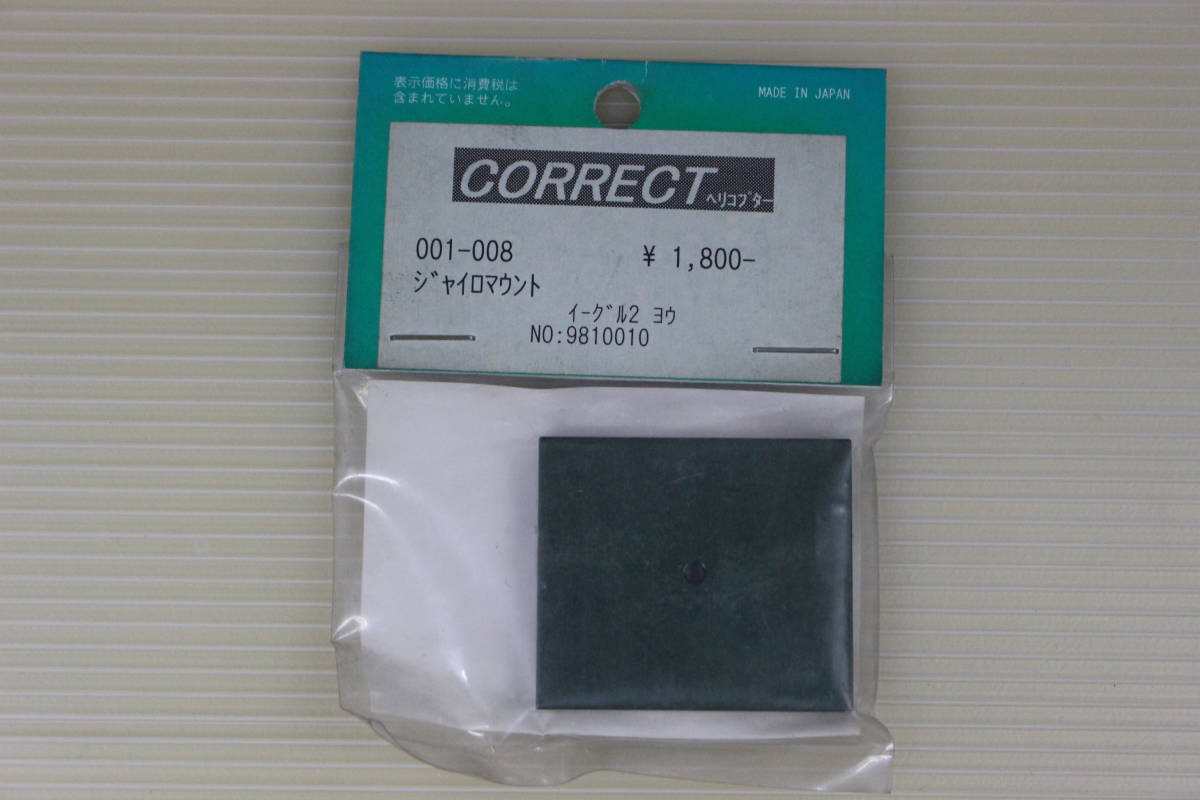 表示価格に消費税は
含まれていません。
MADE IN JAPAN
CORRECT ヘリコプター
001-008 ¥ 1,800-
ジャイロマウント
イーグル2 ヨウ
NO:9810010